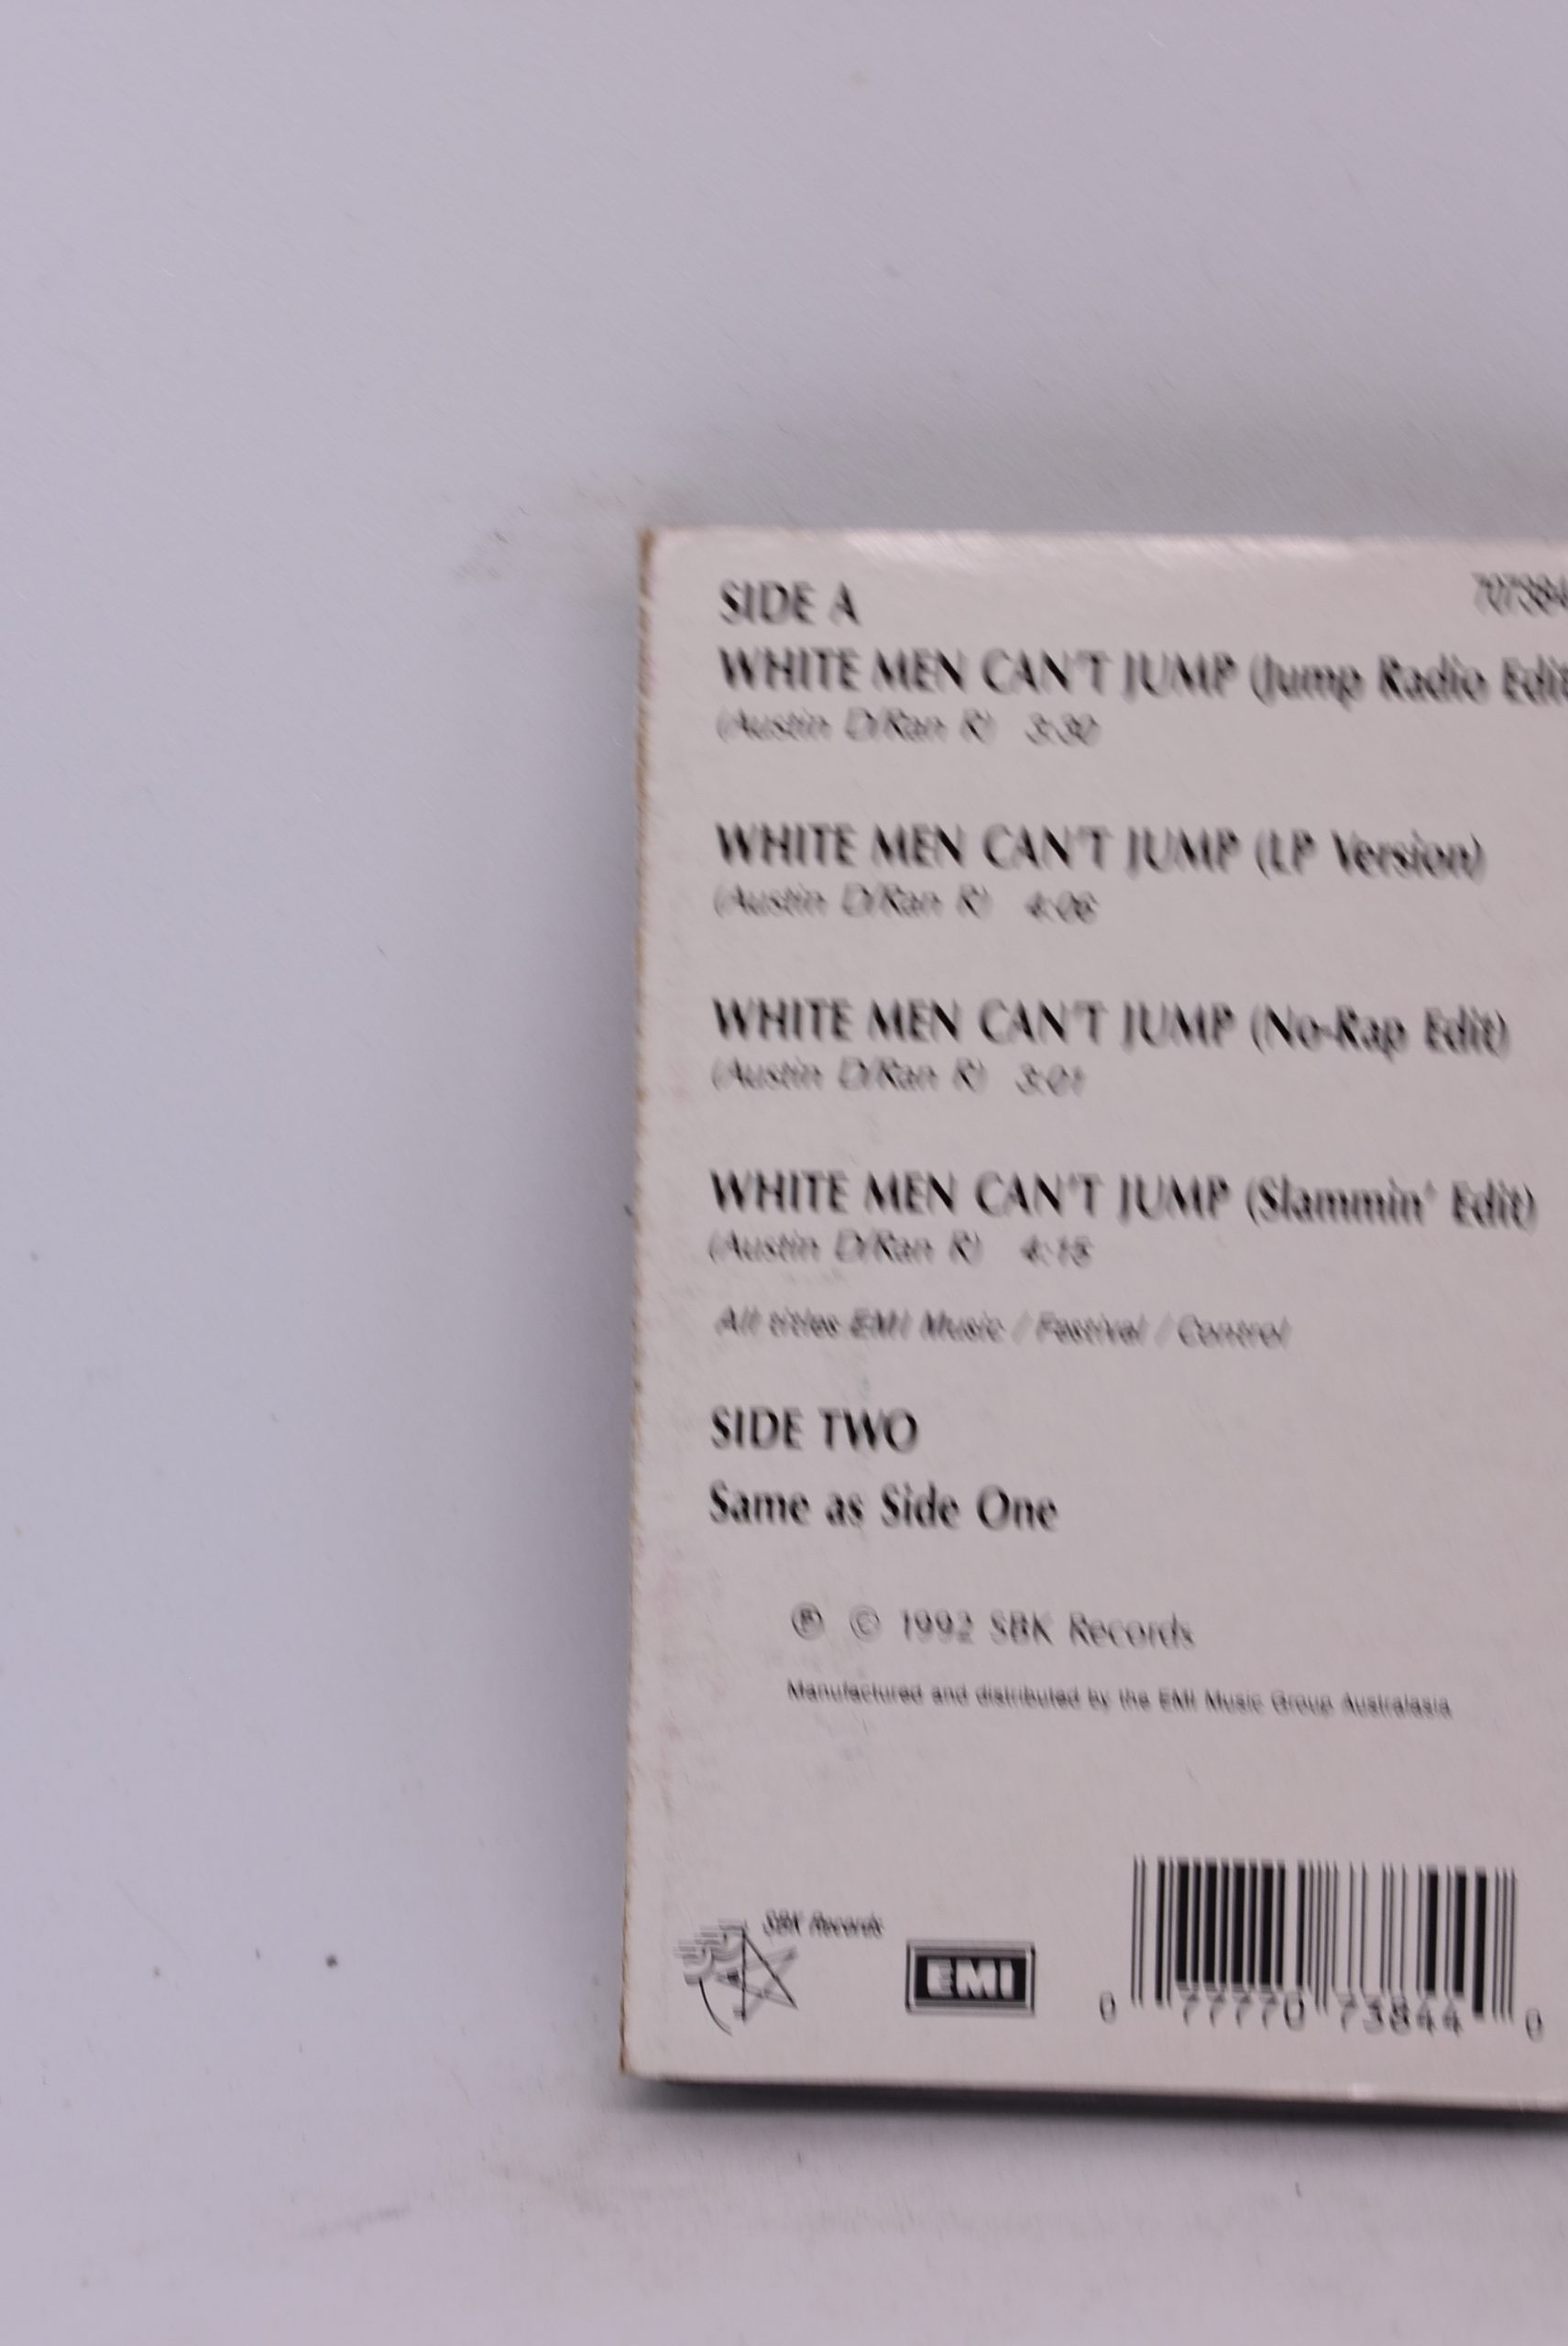 SIDE A
WHITE MEN CAN'T JUMP (Jump Radio Edit
(Austin D/Ran R) 3:30
WHITE MEN CAN'T JUMP (LP Version)
(Austin D/Ran R) 4:06
WHITE MEN CAN'T JUMP (No-Rap Edit)
(Austin D/Ran R) 3:01
WHITE MEN CAN'T JUMP (Slammin' Edit)
(Austin D/Ran R) 4:15
All titles EMI Music / Festival / Control
SIDE TWO
Same as Side One
Ⓟ © 1992 SBK Records
Manufactured and distributed by the EMI Music Group Australasia
SBK Records
EMI
0 77770 73844 0